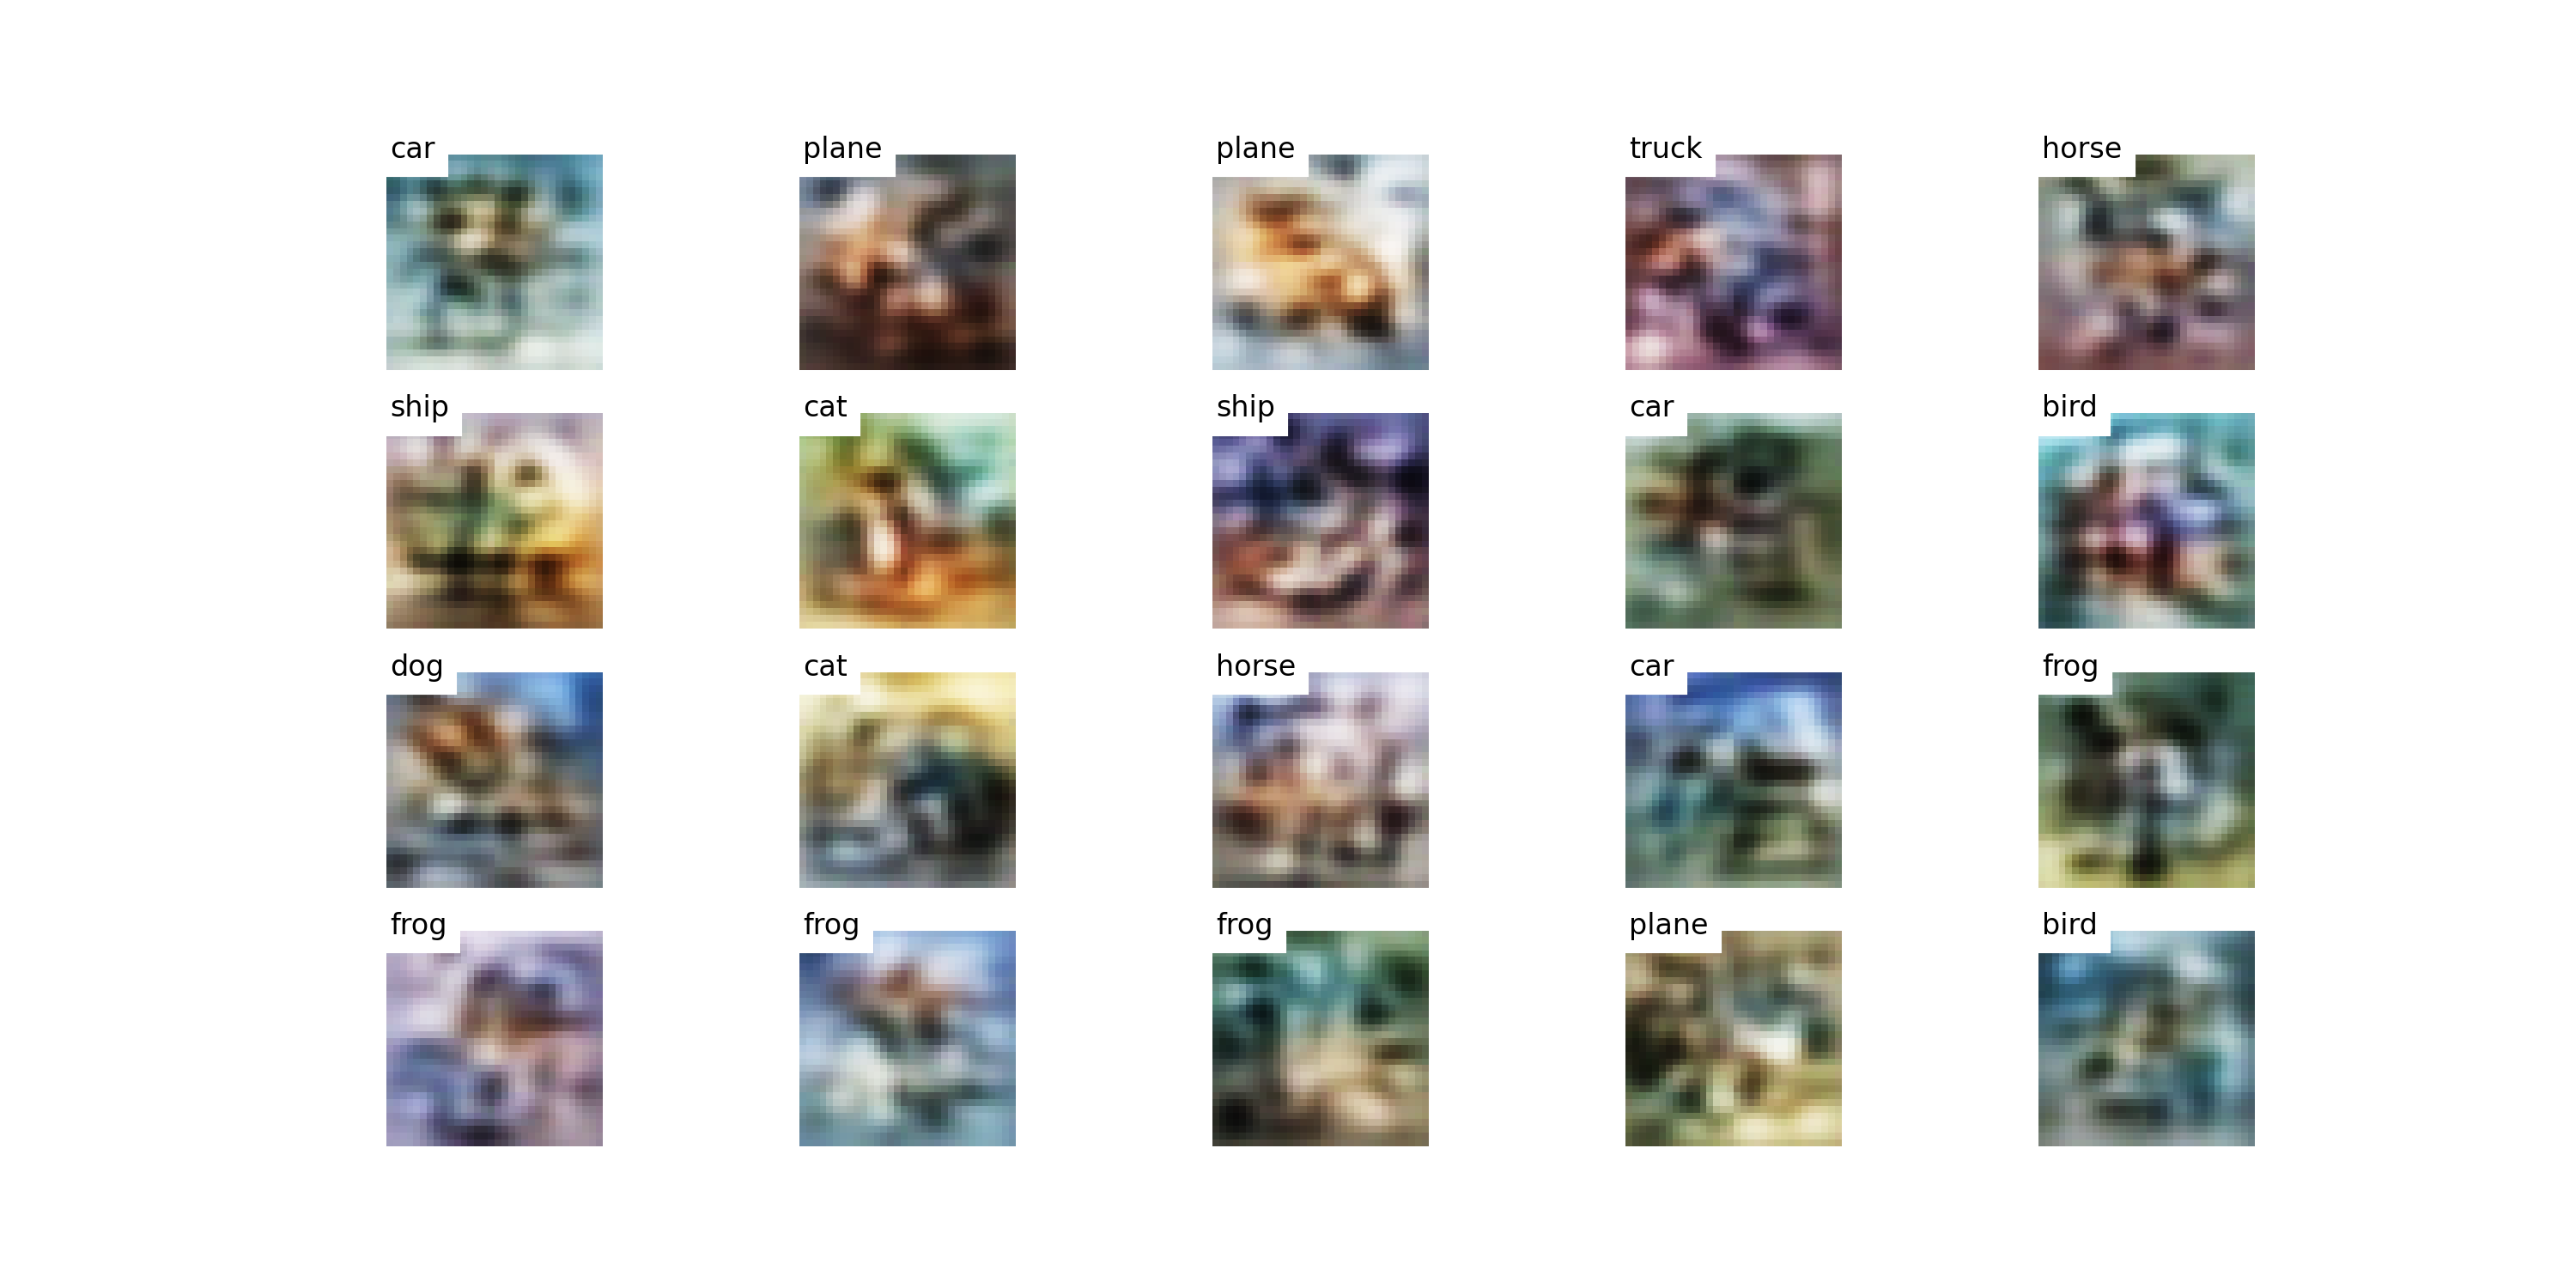 car
plane
plane
truck
horse
ship
cat
ship
car
bird
dog
cat
horse
car
frog
frog
frog
frog
plane
bird